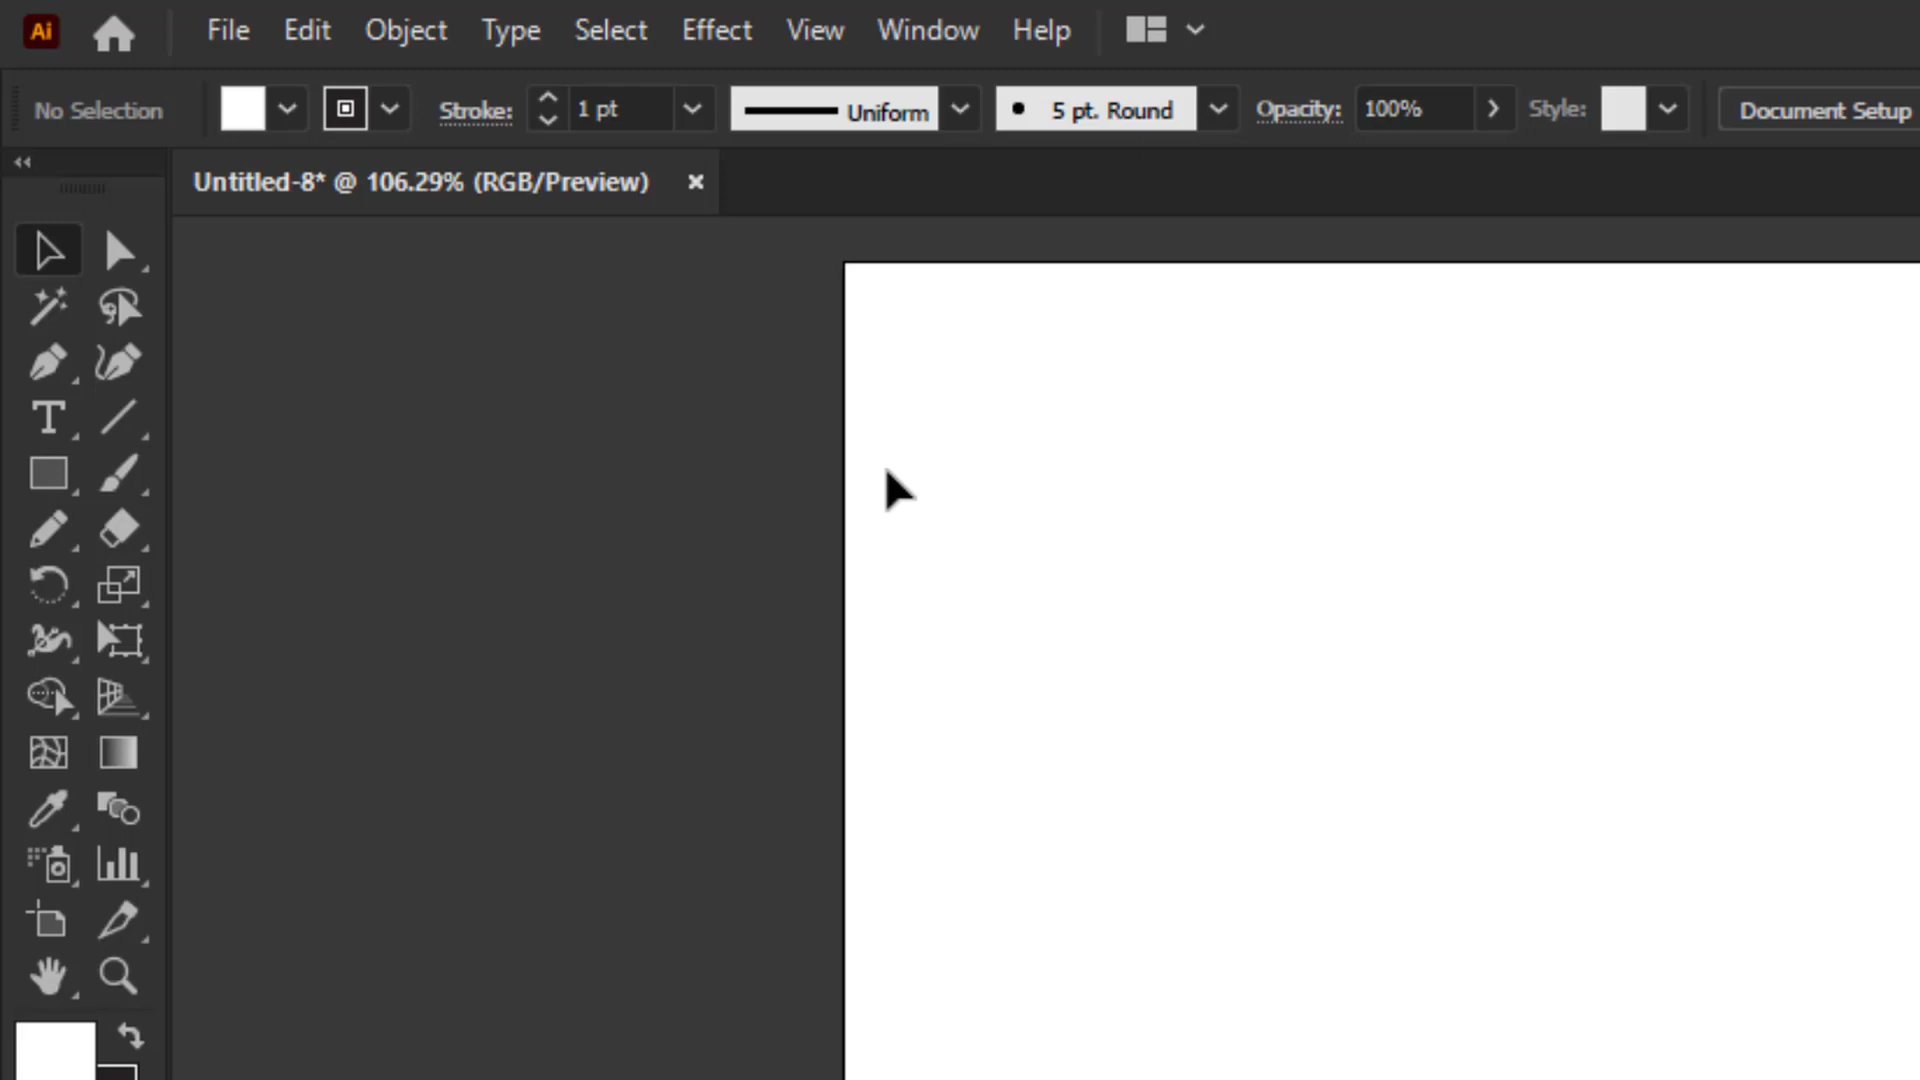 Ai File Edit Object Type Select Effect View Window Help
No Selection Stroke: 1 pt Uniform 5 pt. Round Opacity: 100% Style: Document Setup
Untitled-8* @ 106.29% (RGB/Preview) ×
T